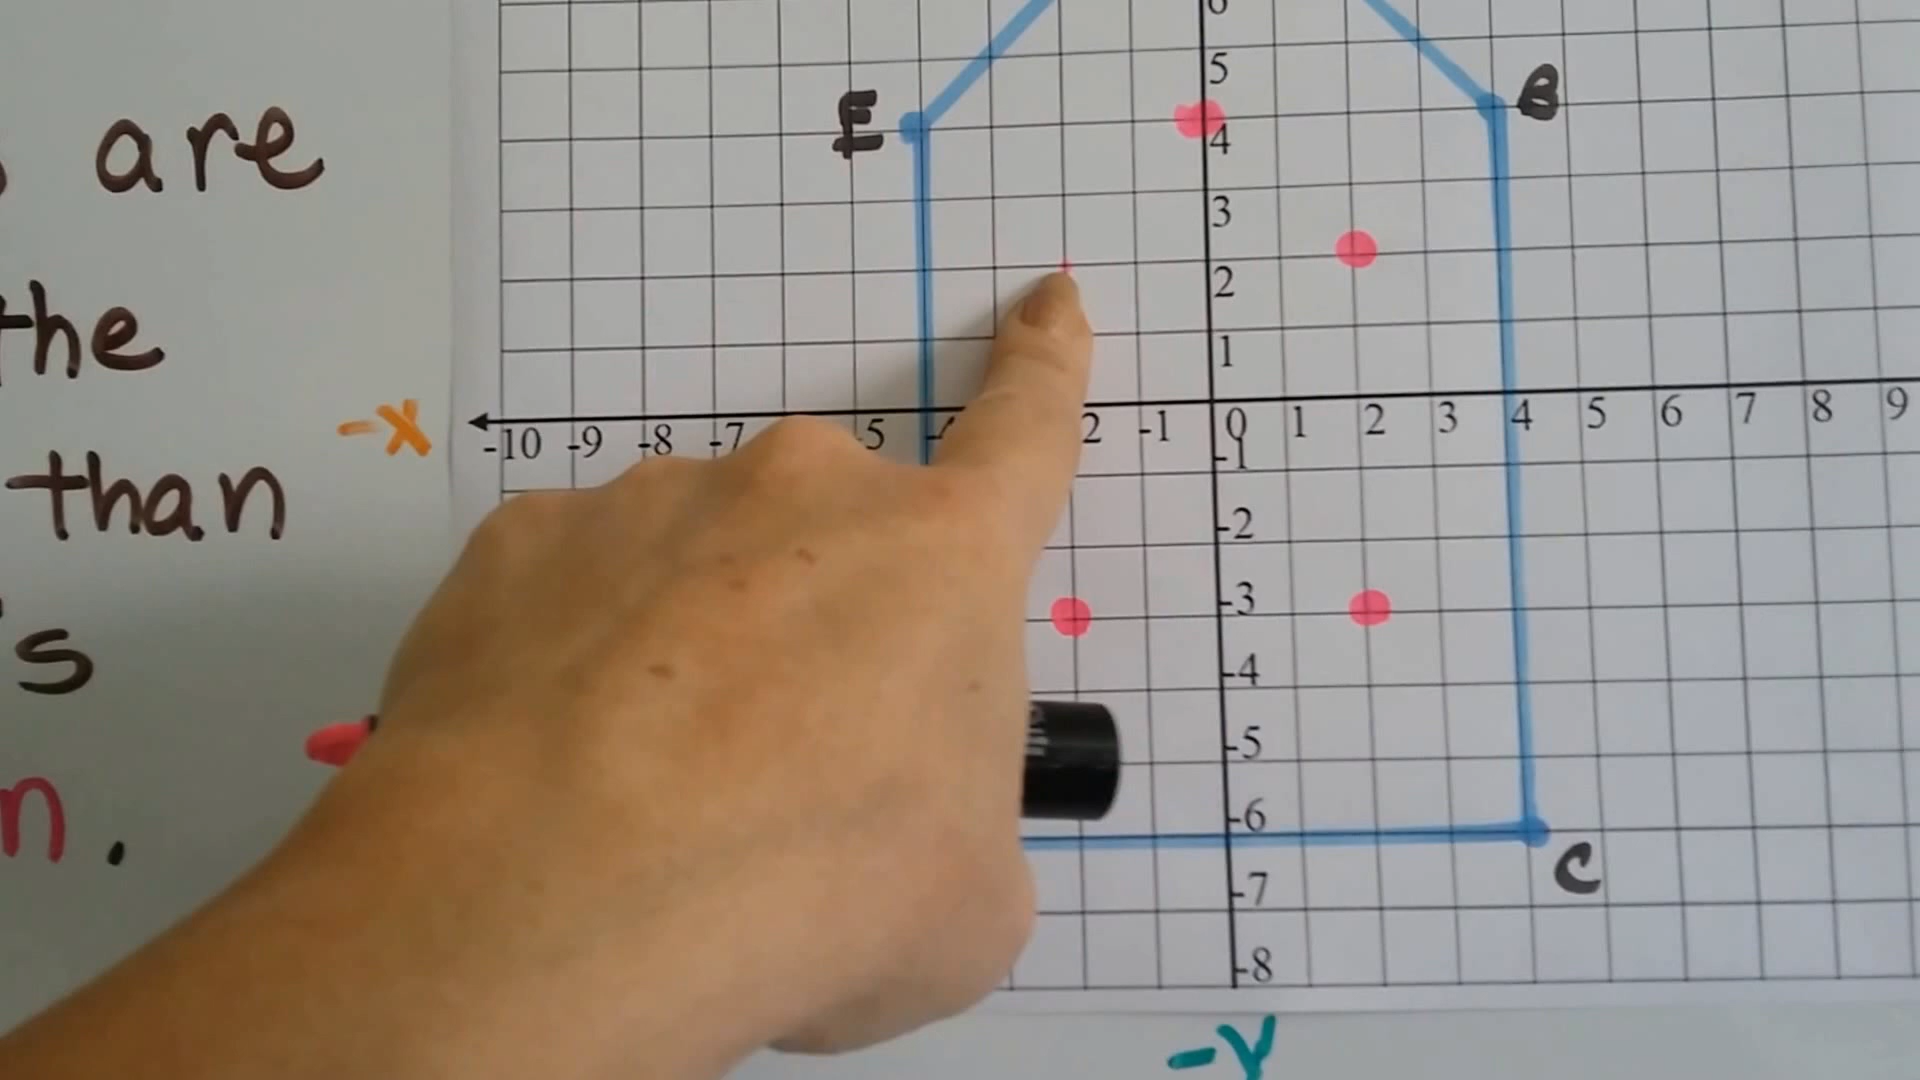 are
the
than
's
n.
E
B
C
-x
-y
5
4
3
2
1
-10 -9 -8 -7 -5 2 -1 0 1 2 3 4 5 6 7 8 9
-1
-2
-3
-4
-5
-6
-7
-8